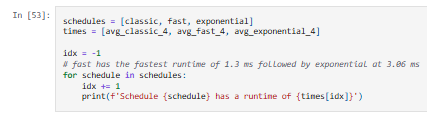 In [53]:
schedules = [classic, fast, exponential]
times = [avg_classic_4, avg_fast_4, avg_exponential_4]
idx = -1
# fast has the fastest runtime of 1.3 ms followed by exponential at 3.06 ms
for schedule in schedules:
    idx += 1
    print(f'Schedule {schedule} has a runtime of {times[idx]}')